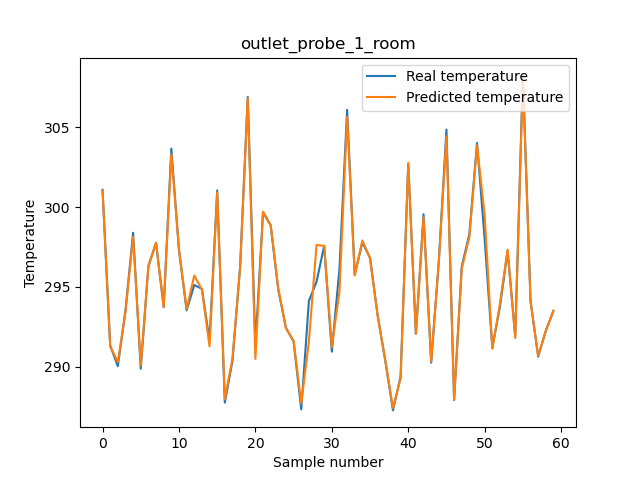 outlet_probe_1_room
Real temperature
Predicted temperature
Temperature
305
300
295
290
0
10
20
30
40
50
60
Sample number